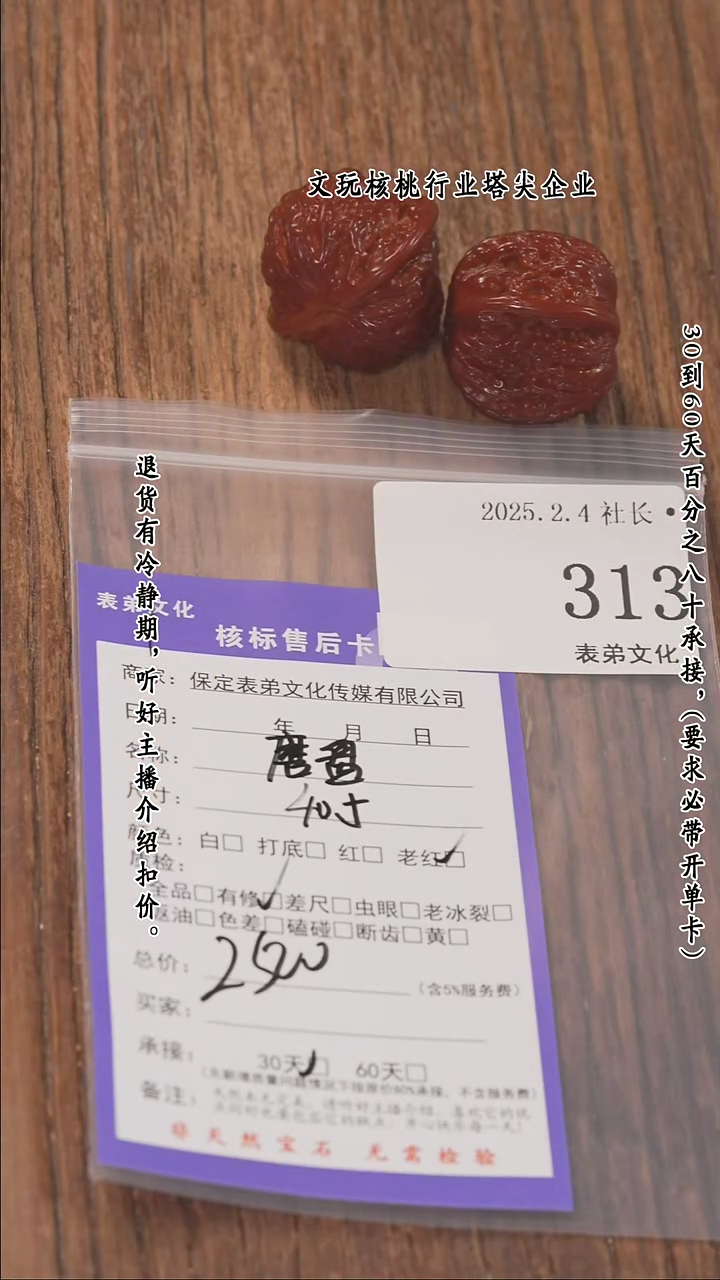 文玩核桃行业塔尖企业
30到60天百分之八十承接，（要求必带开单卡）
退货有冷静期，听好主播介绍扣价。
2025.2.4 社长 •
313
表弟文化
表弟文化
核标售后卡
商家：保定表弟文化传媒有限公司
日期： 年 月 日
名称： 磨盘
尺寸： 40寸
颜色：白□ 打底□ 红□ 老红☑
质检：
全品□有修☑差尺□虫眼□老冰裂□
返油□色差□磕碰□断齿□黄□
总价： 2500 （含5%服务费）
买家：
承接： 30天☑ 60天□
备注：
非天然宝石 无需检验